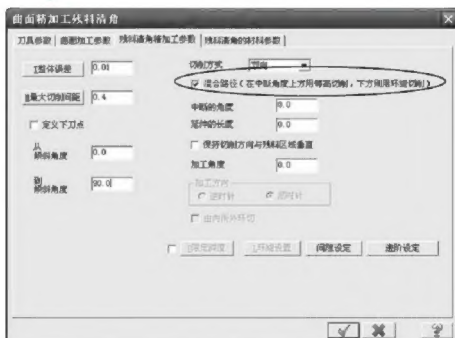 曲面精加工残料清角
刀具参数 曲面加工参数 残料清角精加工参数 残料清角的材料参数
I整体误差 0.01
切削方式 双向
混合路径(在中断角度上方用等高切削，下方则用环绕切削)
M最大切削间距 0.4
中断的角度 0.0
定义下刀点
延伸的长度 0.0
从
倾斜角度 0.0
保持切削方向与残料区域垂直
到
倾斜角度 90.0
加工角度 0.0
加工方向
逆时针 顺时针
由内而外环切
限定深度 环绕设置 间隙设定 进阶设定